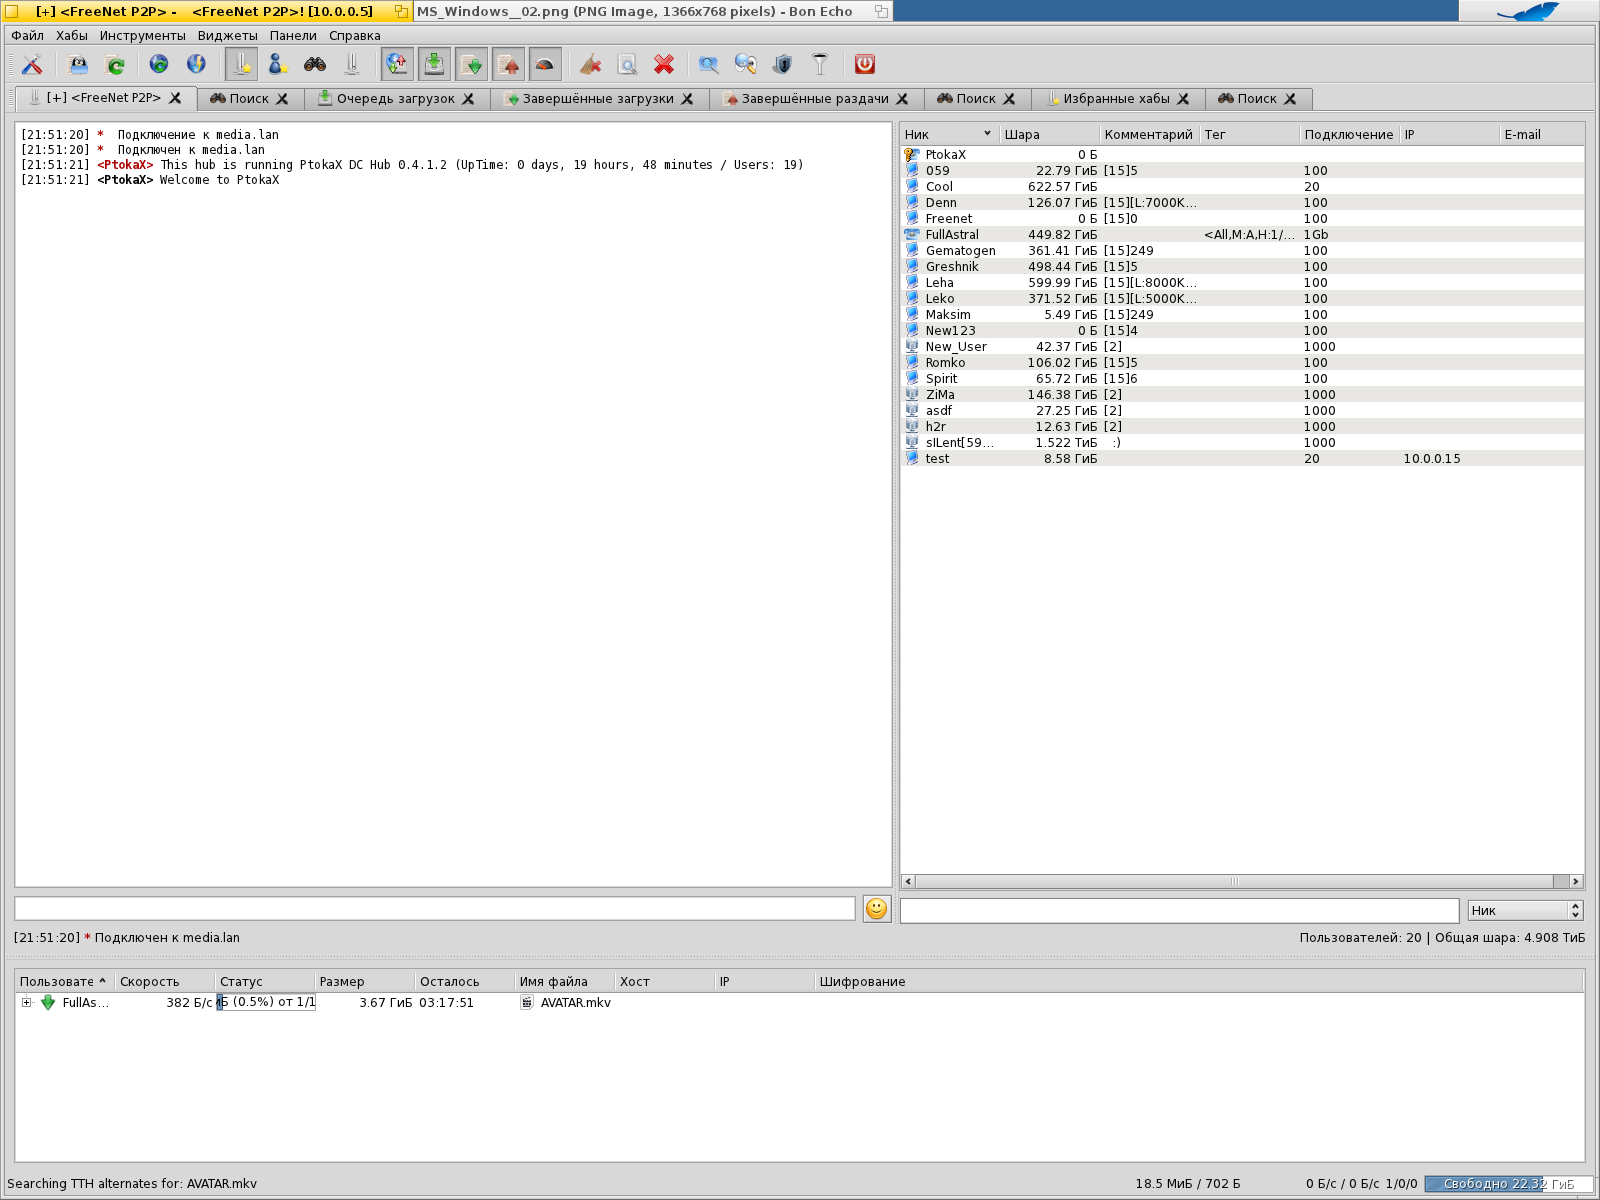 [+] <FreeNet P2P> - <FreeNet P2P>! [10.0.0.5] MS_Windows__02.png (PNG Image, 1366x768 pixels) - Bon Echo
Файл Хабы Инструменты Виджеты Панели Справка
[+] <FreeNet P2P> Поиск Очередь загрузок Завершённые загрузки Завершённые раздачи Поиск Избранные хабы Поиск
[21:51:20] * Подключение к media.lan
[21:51:20] * Подключен к media.lan
[21:51:21] <PtokaX> This hub is running PtokaX DC Hub 0.4.1.2 (UpTime: 0 days, 19 hours, 48 minutes / Users: 19)
[21:51:21] <PtokaX> Welcome to PtokaX
Ник Шара Комментарий Тег Подключение IP E-mail
PtokaX 0 Б
059 22.79 ГиБ [15]5 100
Cool 622.57 ГиБ 20
Denn 126.07 ГиБ [15][L:7000K... 100
Freenet 0 Б [15]0 100
FullAstral 449.82 ГиБ <All,M:A,H:1/... 1Gb
Gematogen 361.41 ГиБ [15]249 100
Greshnik 498.44 ГиБ [15]5 100
Leha 599.99 ГиБ [15][L:8000K... 100
Leko 371.52 ГиБ [15][L:5000K... 100
Maksim 5.49 ГиБ [15]249 100
New123 0 Б [15]4 100
New_User 42.37 ГиБ [2] 1000
Romko 106.02 ГиБ [15]5 100
Spirit 65.72 ГиБ [15]6 100
ZiMa 146.38 ГиБ [2] 1000
asdf 27.25 ГиБ [2] 1000
h2r 12.63 ГиБ [2] 1000
sILent[59... 1.522 ТиБ :) 1000
test 8.58 ГиБ 20 10.0.0.15
Ник
[21:51:20] * Подключен к media.lan
Пользователей: 20 | Общая шара: 4.908 ТиБ
Пользовате Скорость Статус Размер Осталось Имя файла Хост IP Шифрование
FullAs... 382 Б/с иБ (0.5%) от 1/1 3.67 ГиБ 03:17:51 AVATAR.mkv
Searching TTH alternates for: AVATAR.mkv
18.5 МиБ / 702 Б 0 Б/с / 0 Б/с 1/0/0 Свободно 22.32 ГиБ